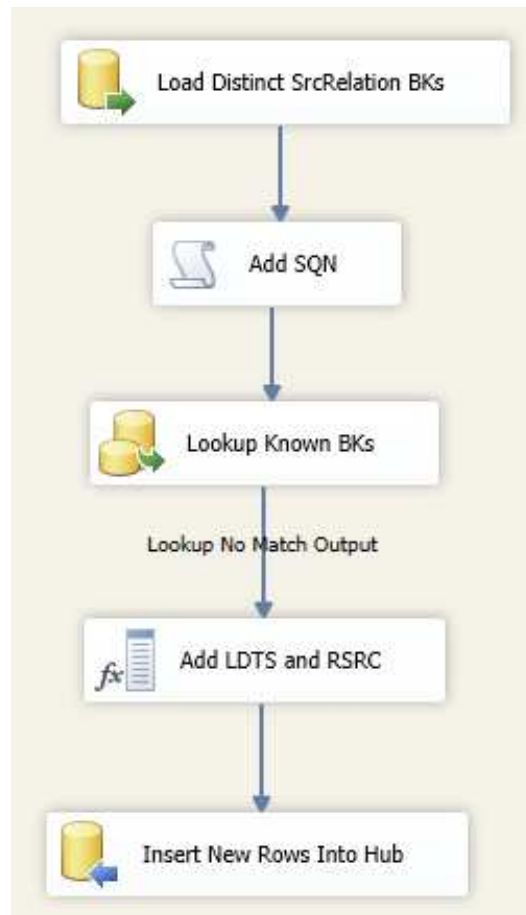 Load Distinct SrcRelation BKs
Add SQN
Lookup Known BKs
Lookup No Match Output
fx Add LDTS and RSRC
Insert New Rows Into Hub